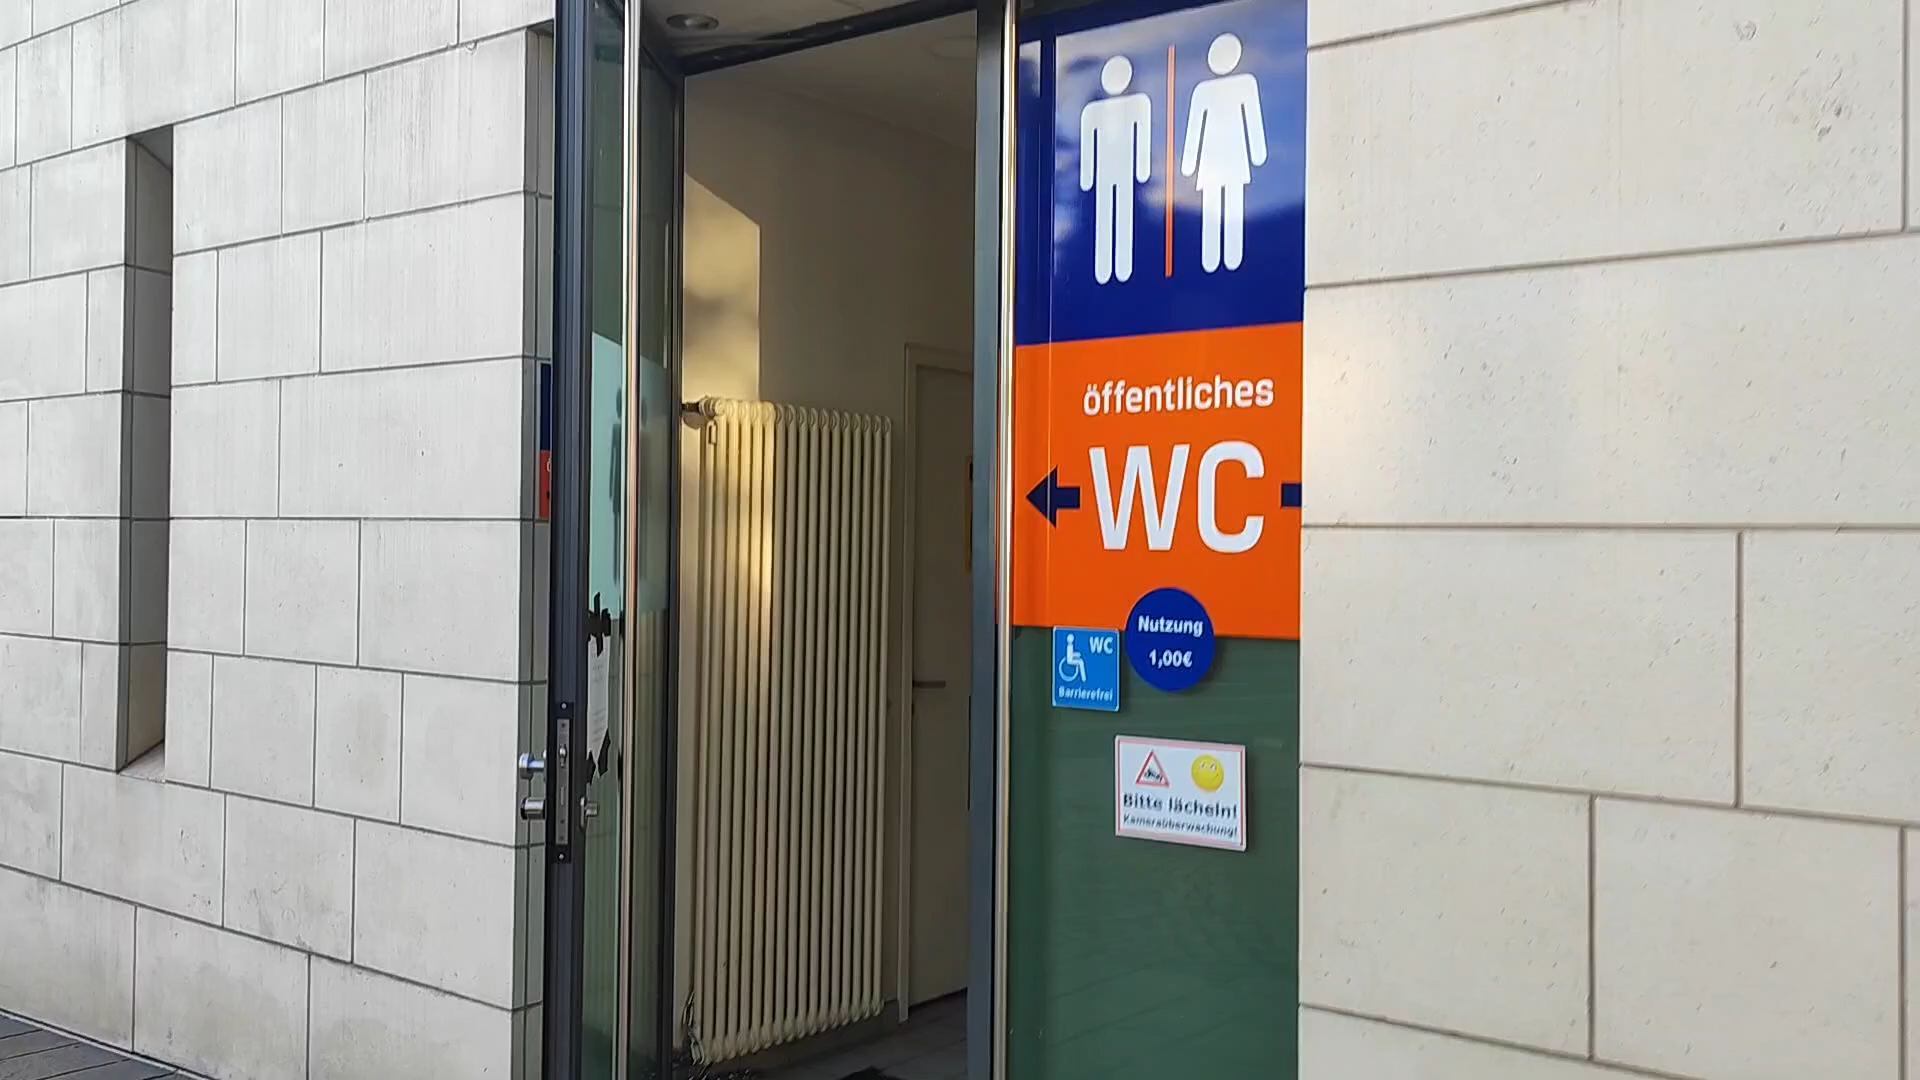 öffentliches
WC
Nutzung
1,00€
WC
Barrierefrei
Bitte lächeln!
Kameraüberwachung!